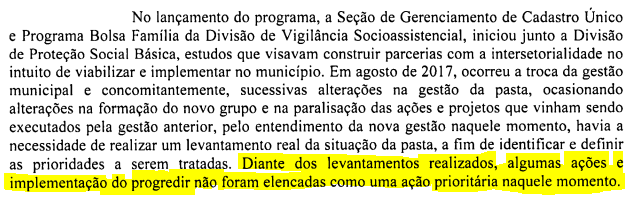 No lançamento do programa, a Seção de Gerenciamento de Cadastro Único
e Programa Bolsa Família da Divisão de Vigilância Socioassistencial, iniciou junto a Divisão
de Proteção Social Básica, estudos que visavam construir parcerias com a intersetorialidade no
intuito de viabilizar e implementar no município. Em agosto de 2017, ocorreu a troca da gestão
municipal e concomitantemente, sucessivas alterações na gestão da pasta, ocasionando
alterações na formação do novo grupo e na paralisação das ações e projetos que vinham sendo
executados pela gestão anterior, pelo entendimento da nova gestão naquele momento, havia a
necessidade de realizar um levantamento real da situação da pasta, a fim de identificar e definir
as prioridades a serem tratadas. Diante dos levantamentos realizados, algumas ações e
implementação do progredir não foram elencadas como uma ação prioritária naquele momento.